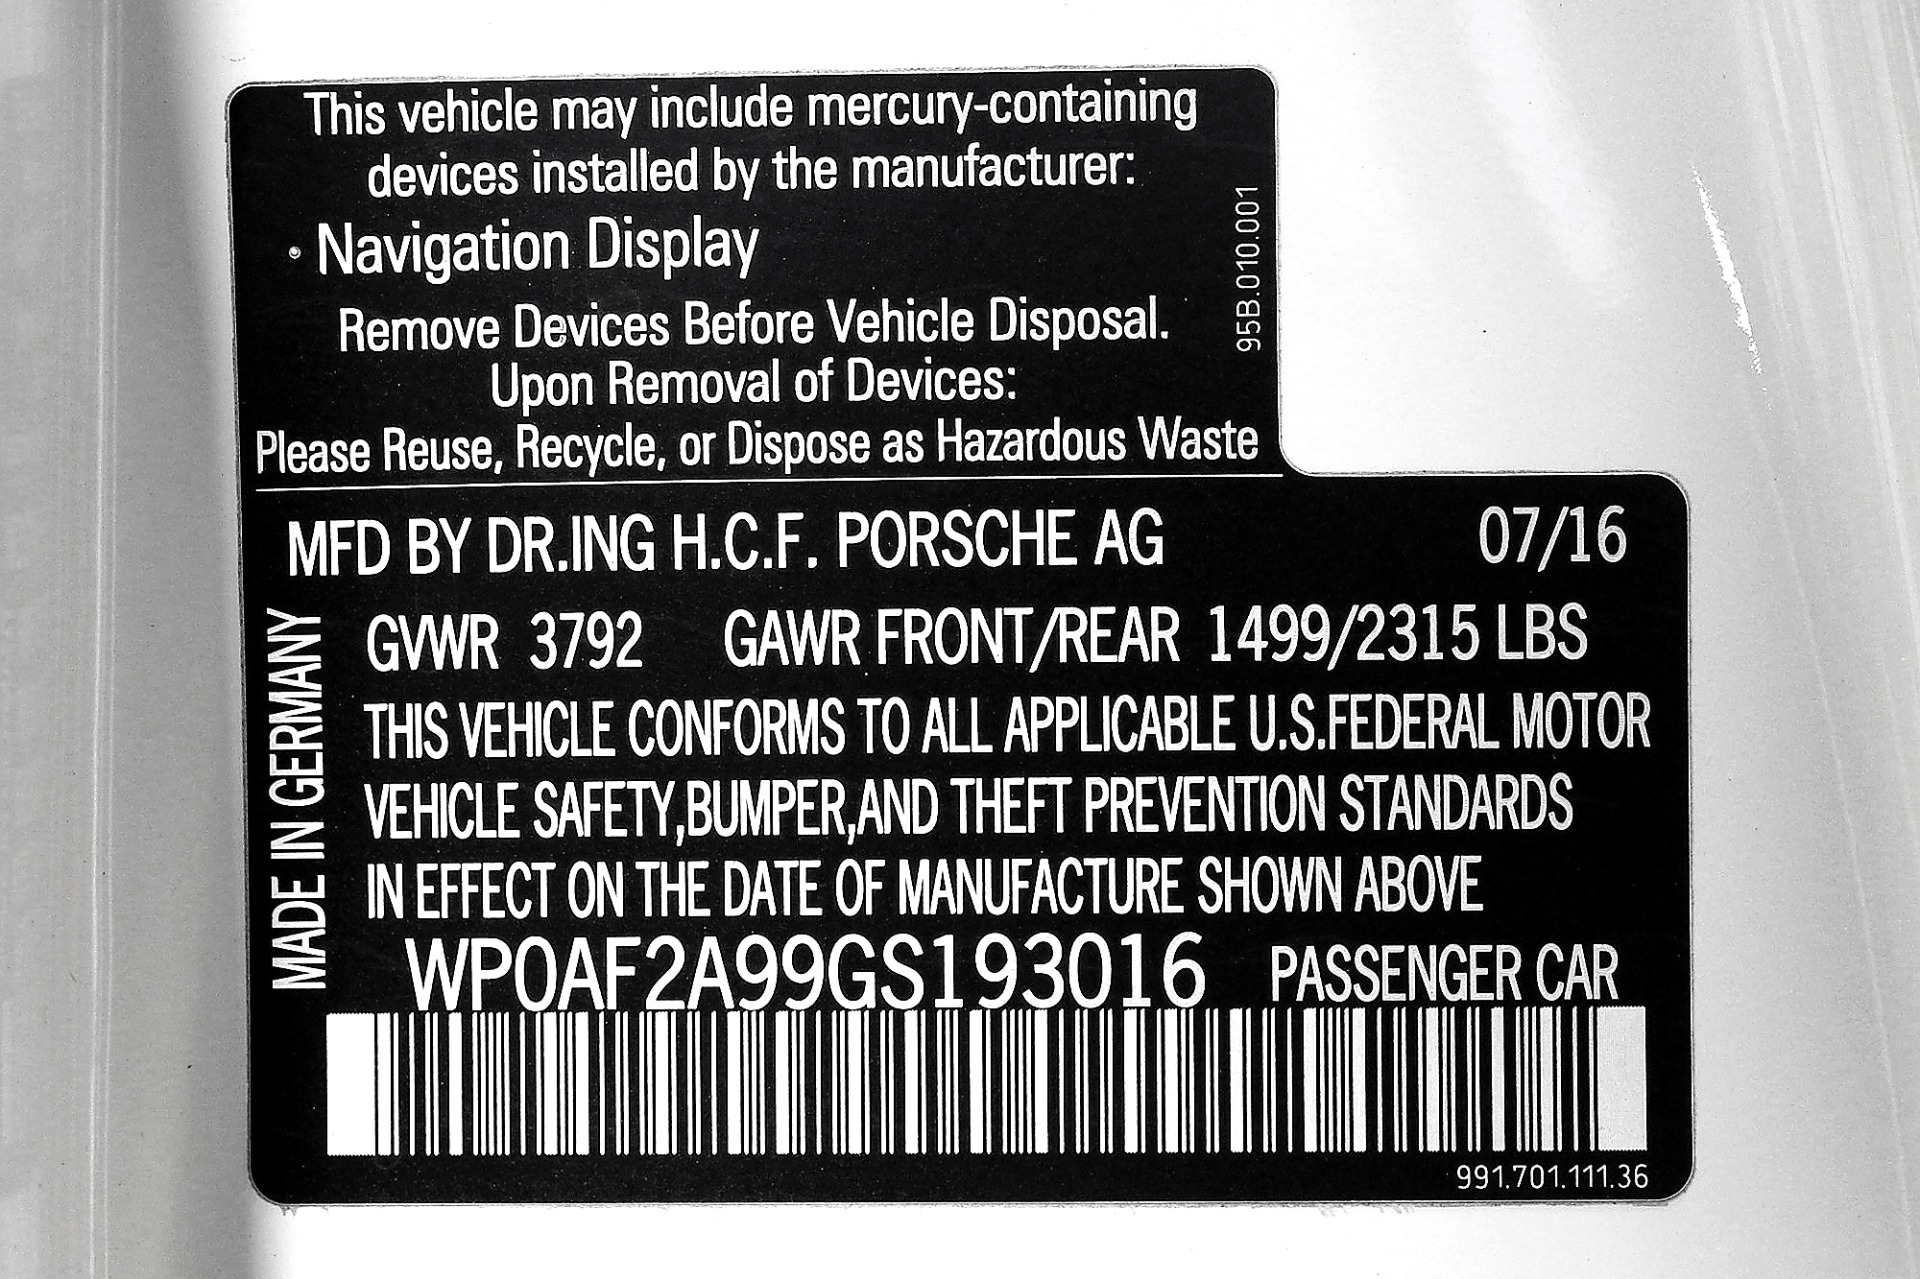 This vehicle may include mercury-containing
devices installed by the manufacturer:
• Navigation Display
Remove Devices Before Vehicle Disposal.
Upon Removal of Devices:
Please Reuse, Recycle, or Dispose as Hazardous Waste
95B.010.001
MFD BY DR.ING H.C.F. PORSCHE AG 07/16
GVWR 3792 GAWR FRONT/REAR 1499/2315 LBS
THIS VEHICLE CONFORMS TO ALL APPLICABLE U.S.FEDERAL MOTOR
VEHICLE SAFETY,BUMPER,AND THEFT PREVENTION STANDARDS
IN EFFECT ON THE DATE OF MANUFACTURE SHOWN ABOVE
MADE IN GERMANY
WP0AF2A99GS193016 PASSENGER CAR
991.701.111.36